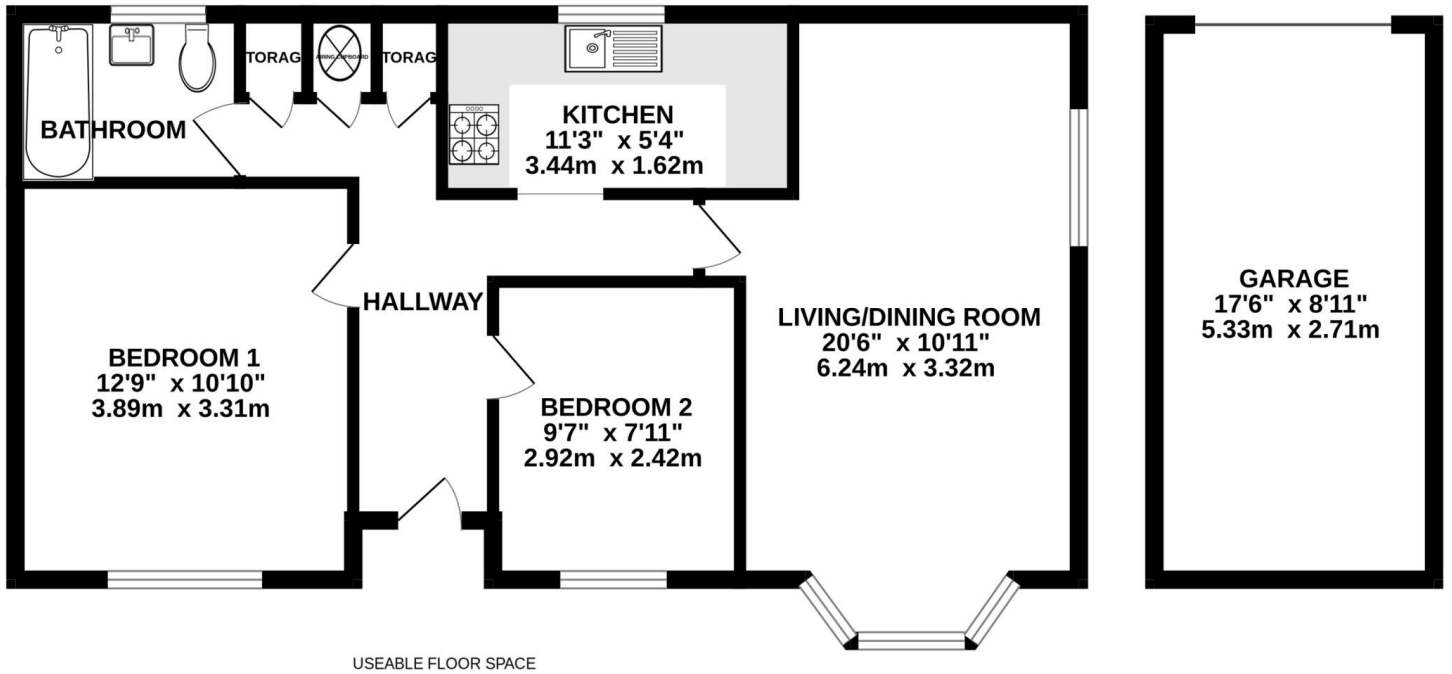 TORAG
AIRING CUPBOARD
TORAG
BATHROOM
KITCHEN
11'3" x 5'4"
3.44m x 1.62m
HALLWAY
BEDROOM 1
12'9" x 10'10"
3.89m x 3.31m
BEDROOM 2
9'7" x 7'11"
2.92m x 2.42m
LIVING/DINING ROOM
20'6" x 10'11"
6.24m x 3.32m
GARAGE
17'6" x 8'11"
5.33m x 2.71m
USEABLE FLOOR SPACE